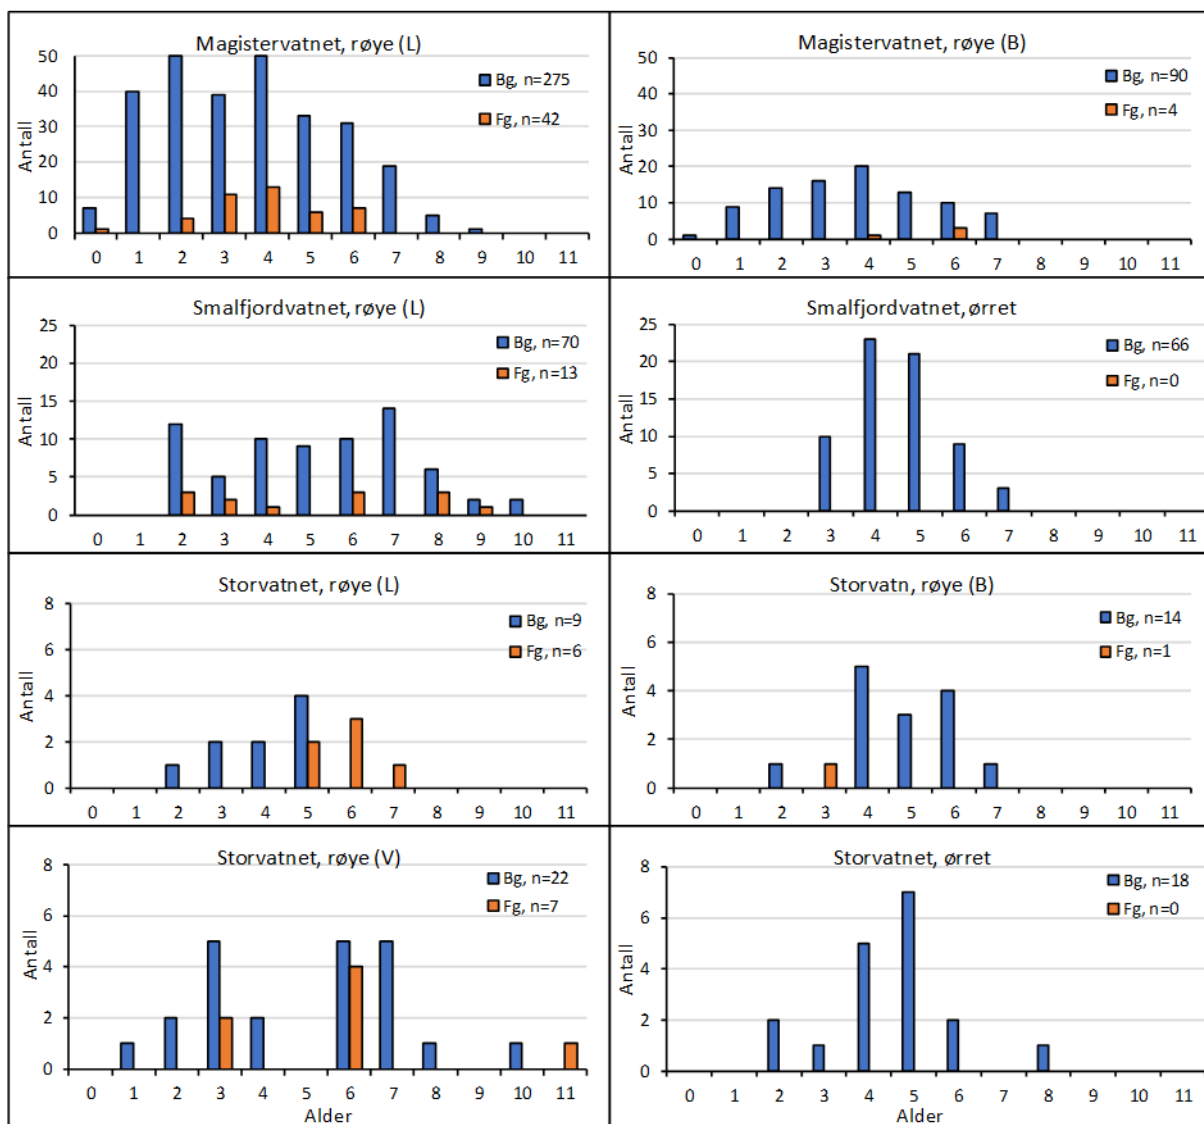 Magistervatnet, røye (L)
50
40
30
20
10
0
Antall
Bg, n=275
Fg, n=42
0 1 2 3 4 5 6 7 8 9 10 11
Magistervatnet, røye (B)
50
40
30
20
10
0
Antall
Bg, n=90
Fg, n=4
0 1 2 3 4 5 6 7 8 9 10 11
Smalfjordvatnet, røye (L)
25
20
15
10
5
0
Antall
Bg, n=70
Fg, n=13
0 1 2 3 4 5 6 7 8 9 10 11
Smalfjordvatnet, ørret
25
20
15
10
5
0
Antall
Bg, n=66
Fg, n=0
0 1 2 3 4 5 6 7 8 9 10 11
Storvatnet, røye (L)
8
6
4
2
0
Antall
Bg, n=9
Fg, n=6
0 1 2 3 4 5 6 7 8 9 10 11
Storvatn, røye (B)
8
6
4
2
0
Antall
Bg, n=14
Fg, n=1
0 1 2 3 4 5 6 7 8 9 10 11
Storvatnet, røye (V)
8
6
4
2
0
Antall
Bg, n=22
Fg, n=7
0 1 2 3 4 5 6 7 8 9 10 11
Alder
Storvatnet, ørret
8
6
4
2
0
Antall
Bg, n=18
Fg, n=0
0 1 2 3 4 5 6 7 8 9 10 11
Alder